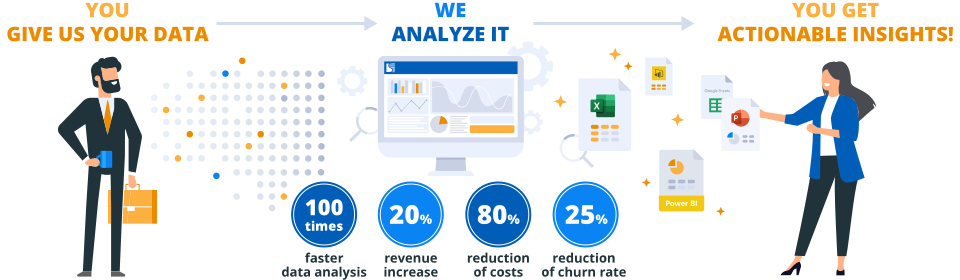 YOU
GIVE US YOUR DATA
WE
ANALYZE IT
YOU GET
ACTIONABLE INSIGHTS!
X
Google Sheets
P
Power BI
100
times
faster
data analysis
20%
revenue
increase
80%
reduction
of costs
25%
reduction
of churn rate